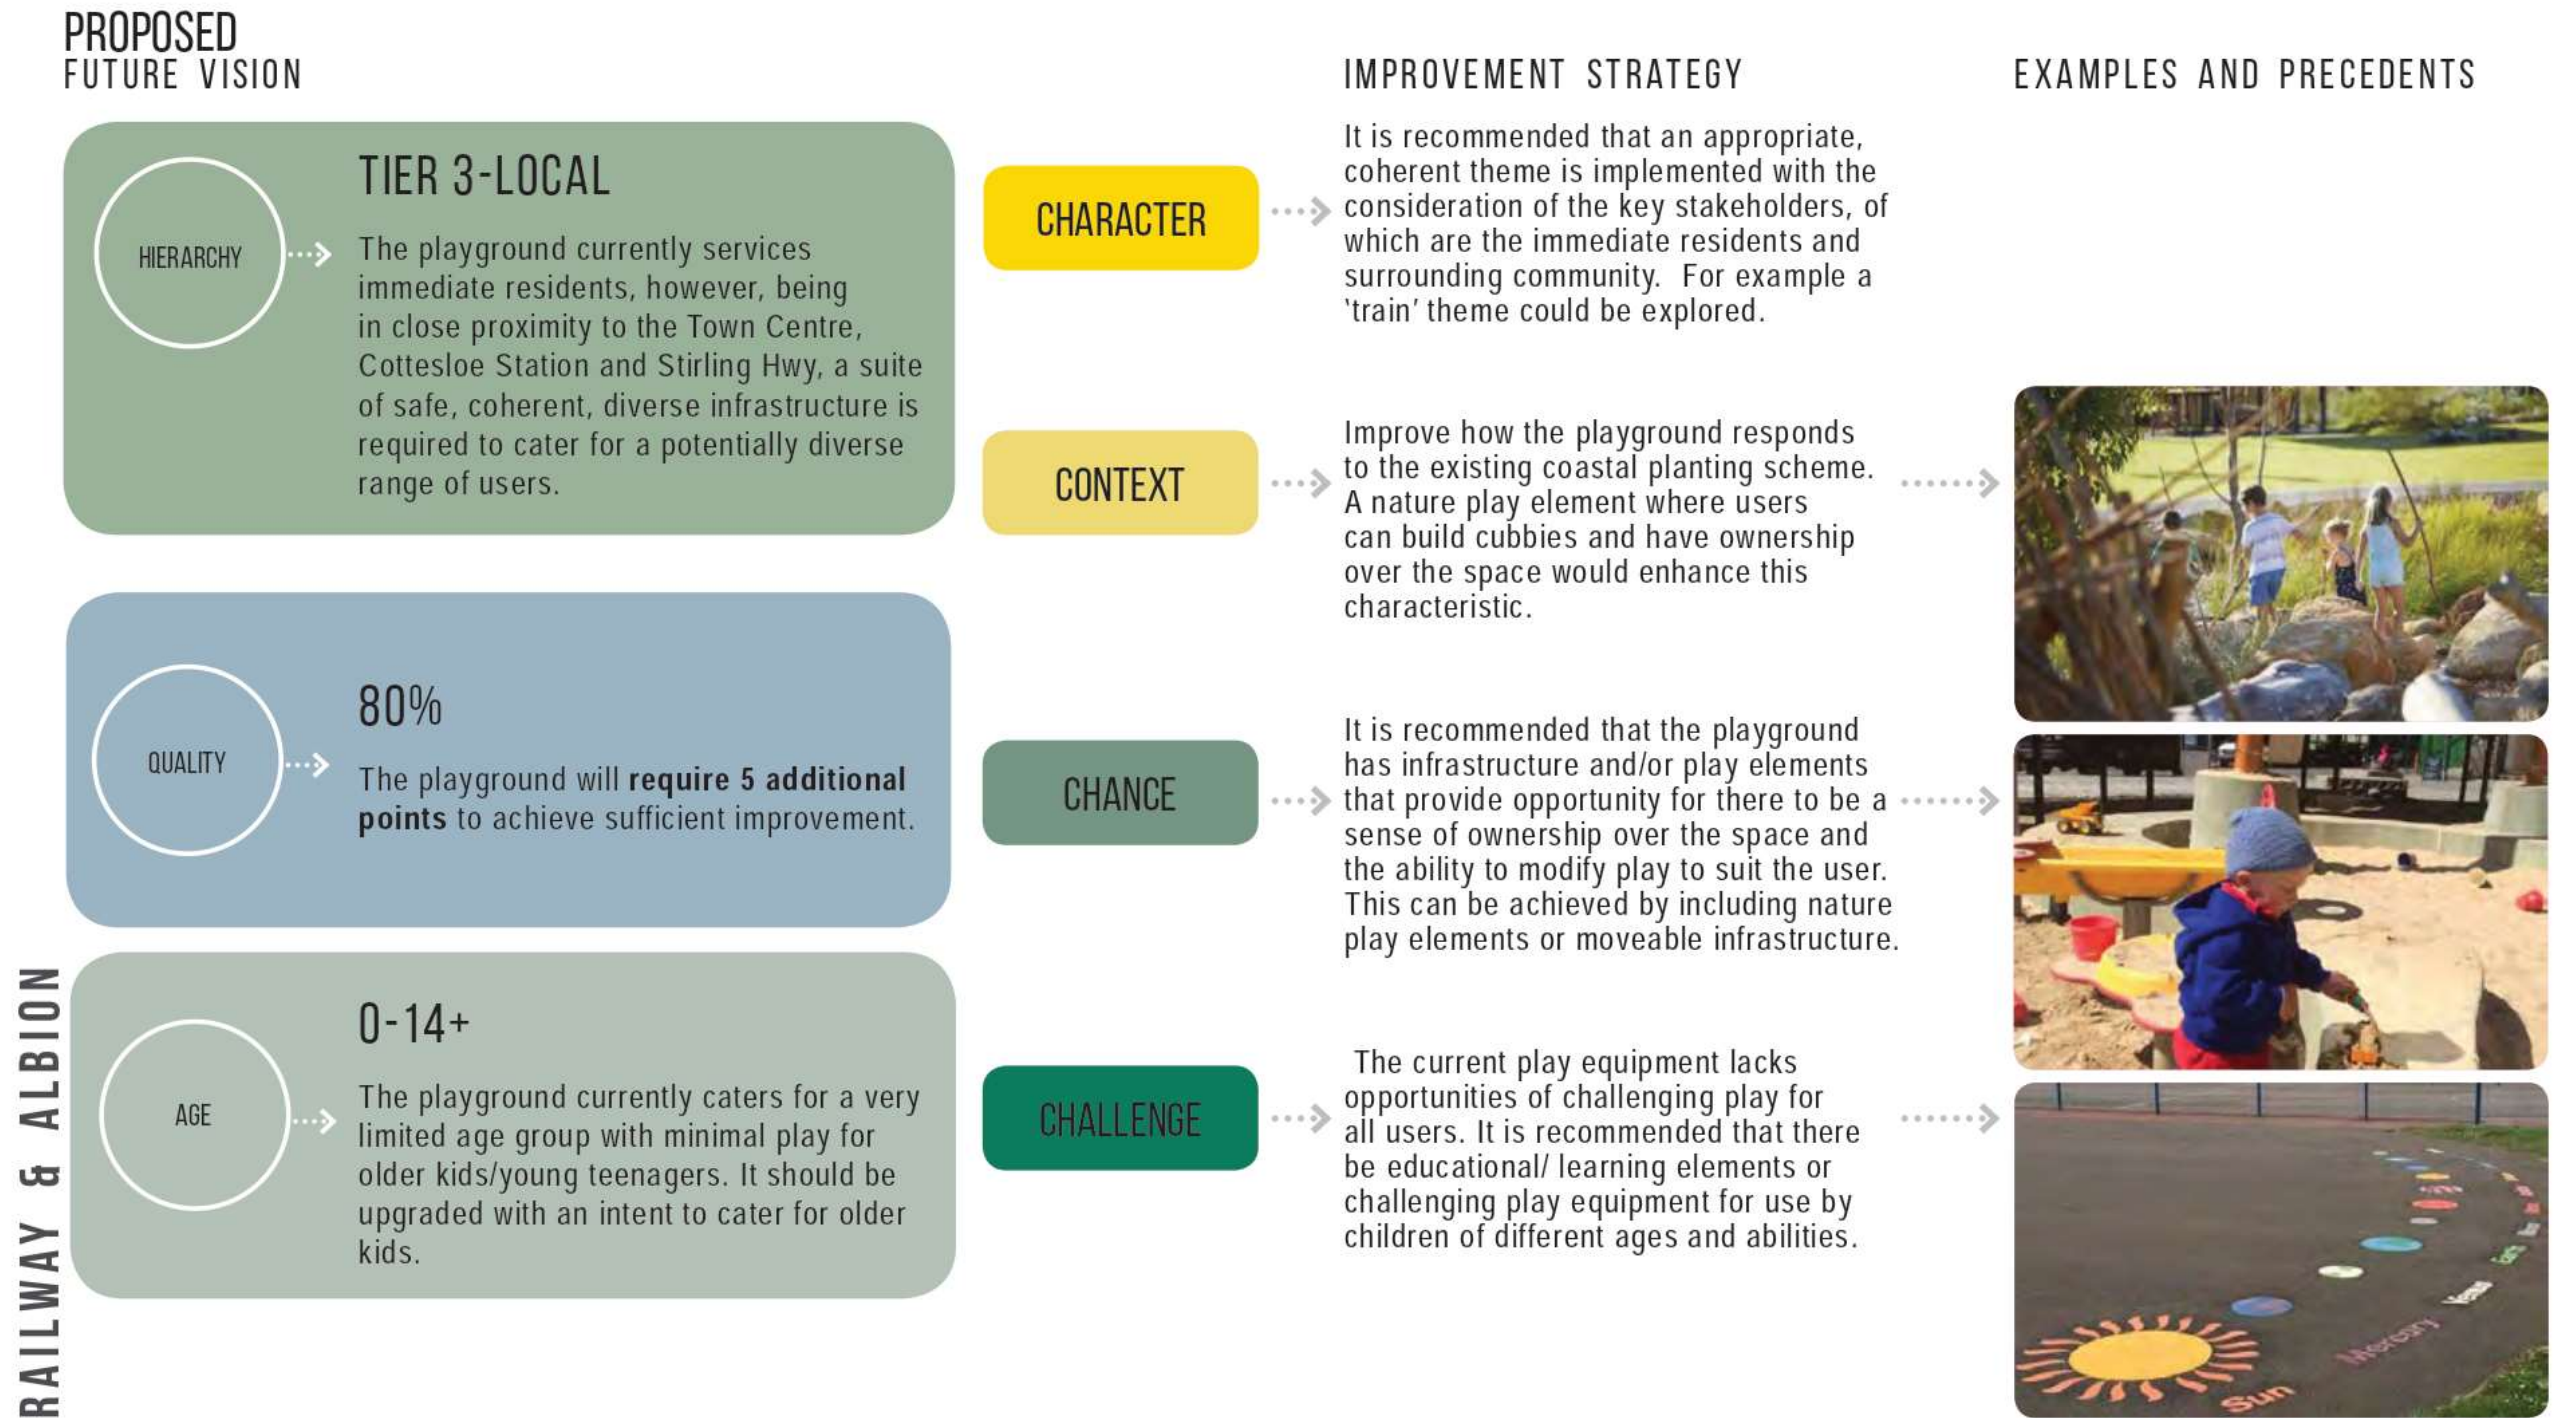 PROPOSED
FUTURE VISION
HIERARCHY
TIER 3-LOCAL
The playground currently services
immediate residents, however, being
in close proximity to the Town Centre,
Cottesloe Station and Stirling Hwy, a suite
of safe, coherent, diverse infrastructure is
required to cater for a potentially diverse
range of users.
QUALITY
80%
The playground will require 5 additional
points to achieve sufficient improvement.
AGE
0-14+
The playground currently caters for a very
limited age group with minimal play for
older kids/young teenagers. It should be
upgraded with an intent to cater for older
kids.
RAILWAY & ALBION
IMPROVEMENT STRATEGY
CHARACTER
It is recommended that an appropriate,
coherent theme is implemented with the
consideration of the key stakeholders, of
which are the immediate residents and
surrounding community. For example a
'train' theme could be explored.
CONTEXT
Improve how the playground responds
to the existing coastal planting scheme.
A nature play element where users
can build cubbies and have ownership
over the space would enhance this
characteristic.
CHANCE
It is recommended that the playground
has infrastructure and/or play elements
that provide opportunity for there to be a
sense of ownership over the space and
the ability to modify play to suit the user.
This can be achieved by including nature
play elements or moveable infrastructure.
CHALLENGE
The current play equipment lacks
opportunities of challenging play for
all users. It is recommended that there
be educational/ learning elements or
challenging play equipment for use by
children of different ages and abilities.
EXAMPLES AND PRECEDENTS
Sun
Mercury
Venus
Earth